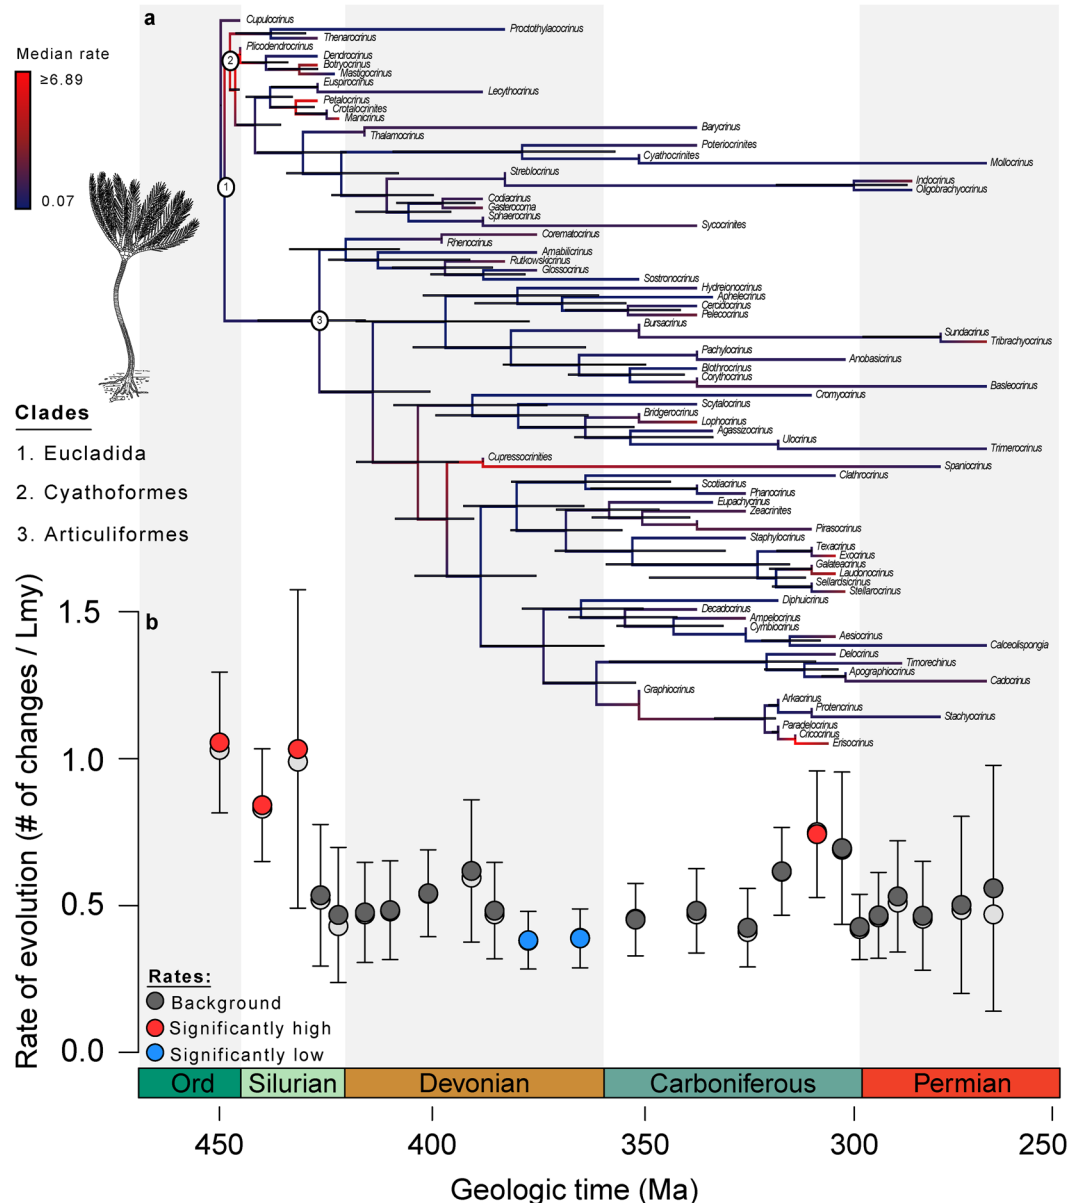 a
Median rate
≥6.89
0.07
Cupulocrinus
Proctothylacocrinus
Thenarocrinus
Plicodendrocrinus
Dendrocrinus
Botryocrinus
Mastigocrinus
Euspirocrinus
Lecythocrinus
Petalocrinus
Crotalocrinites
Manicrinus
Barycrinus
Thalamocrinus
Poteriocrinites
Cyathocrinites
Mollocrinus
Streblocrinus
Indocrinus
Oligobrachyocrinus
Codiacrinus
Gasterocoma
Sphaerocrinus
Sycocrinites
Corematocrinus
Rhenocrinus
Amabilicrinus
Rutkowskicrinus
Glossocrinus
Sostronocrinus
Hydreionocrinus
Aphelecrinus
Cercidocrinus
Pelecocrinus
Bursacrinus
Sundacrinus
Tribrachyocrinus
Pachylocrinus
Anobasicrinus
Blothrocrinus
Corythocrinus
Basleocrinus
Cromyocrinus
Scytalocrinus
Bridgerocrinus
Lophocrinus
Agassizocrinus
Ulocrinus
Trimerocrinus
Cupressocrinities
Spaniocrinus
Clathrocrinus
Scotiacrinus
Phanocrinus
Eupachycrinus
Zeacrinites
Pirasocrinus
Staphylocrinus
Texacrinus
Exocrinus
Galateacrinus
Laudonocrinus
Sellardsicrinus
Stellarocrinus
Diphuicrinus
Decadocrinus
Ampelocrinus
Cymbiocrinus
Aesiocrinus
Calceolispongia
Delocrinus
Timorechinus
Apographiocrinus
Cadocrinus
Graphiocrinus
Arkacrinus
Protencrinus
Stachyocrinus
Paradelocrinus
Cricocrinus
Erisocrinus
1
2
3
Clades
1. Eucladida
2. Cyathoformes
3. Articuliformes
b
Rate of evolution (# of changes / Lmy)
1.5
1.0
0.5
0.0
Rates:
Background
Significantly high
Significantly low
Ord
Silurian
Devonian
Carboniferous
Permian
450
400
350
300
250
Geologic time (Ma)